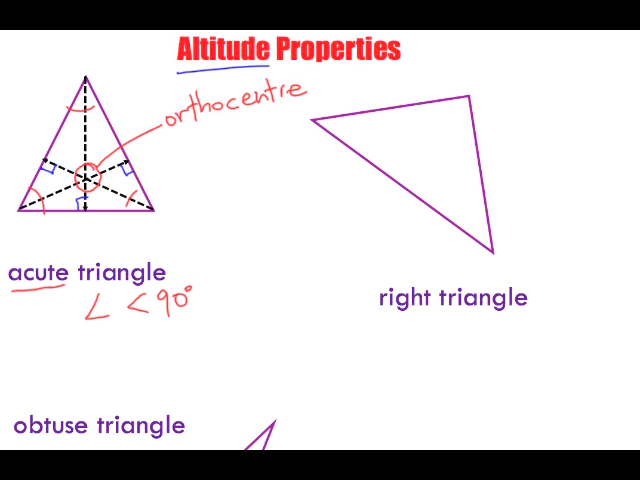 Altitude Properties
orthocentre
acute triangle
∠ < 90°
right triangle
obtuse triangle